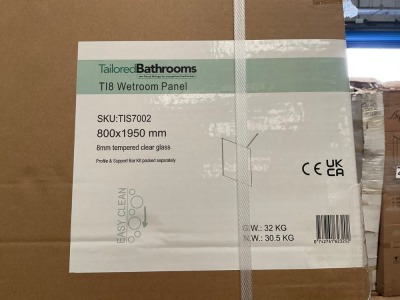 TailoredBathrooms
TI8 Wetroom Panel
SKU:TIS7002
800x1950 mm
8mm tempered clear glass
Profile & Support Bar Kit packed separately
CE UK
CA
EASY CLEAN
G.W.: 32 KG
N.W.: 30.5 KG